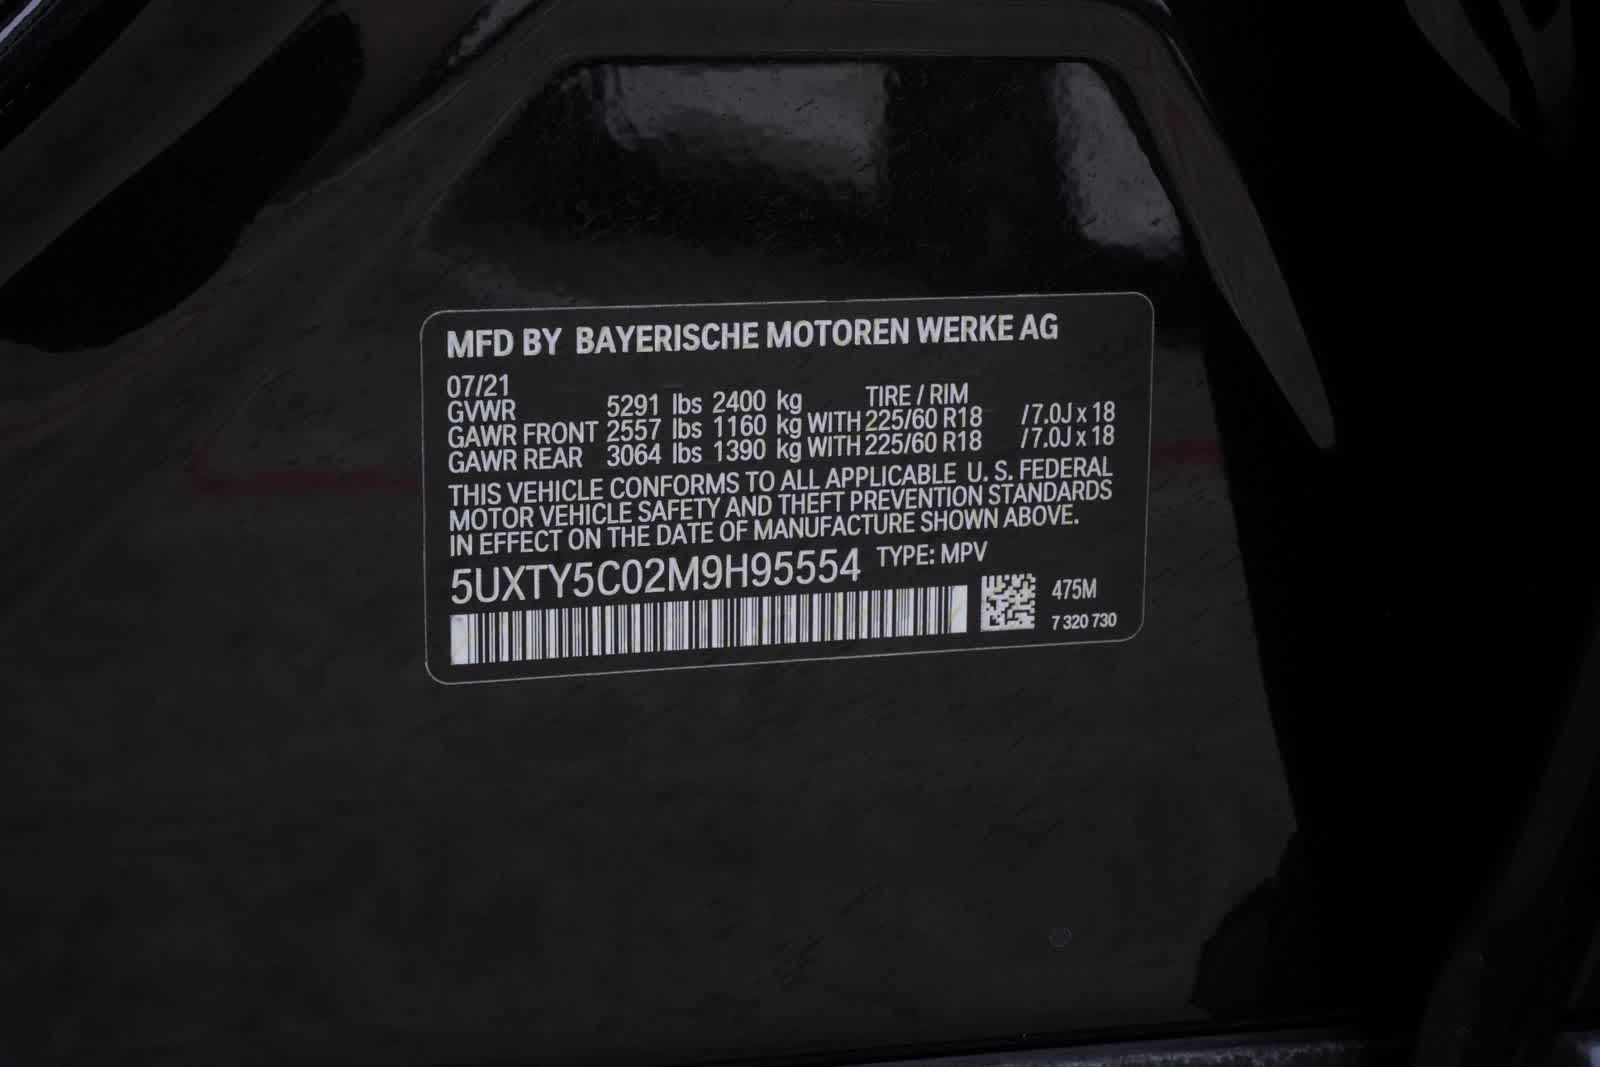 MFD BY BAYERISCHE MOTOREN WERKE AG
07/21
TIRE / RIM
GVWR 5291 lbs 2400 kg
GAWR FRONT 2557 lbs 1160 kg WITH 225/60 R18 /7.0J x 18
GAWR REAR 3064 lbs 1390 kg WITH 225/60 R18 /7.0J x 18
THIS VEHICLE CONFORMS TO ALL APPLICABLE U. S. FEDERAL
MOTOR VEHICLE SAFETY AND THEFT PREVENTION STANDARDS
IN EFFECT ON THE DATE OF MANUFACTURE SHOWN ABOVE.
5UXTY5C02M9H95554 TYPE: MPV
475M
7 320 730